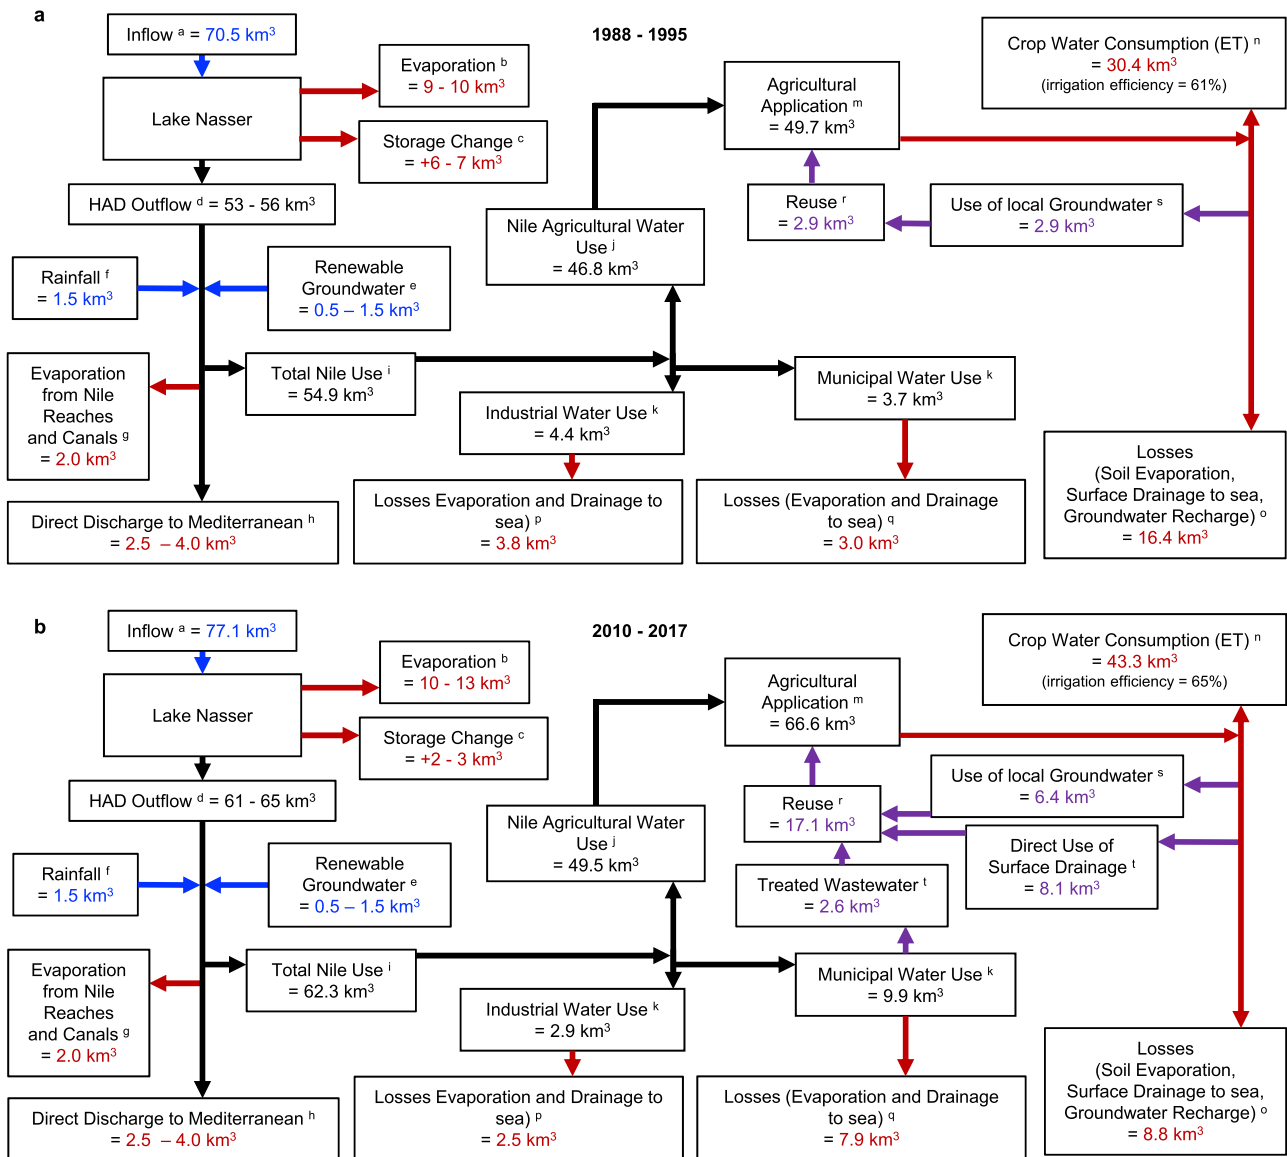 a
1988 - 1995
Inflow ᵃ = 70.5 km³
Lake Nasser
Evaporation ᵇ
= 9 - 10 km³
Storage Change ᶜ
= +6 - 7 km³
HAD Outflow ᵈ = 53 - 56 km³
Rainfall ᶠ
= 1.5 km³
Renewable
Groundwater ᵉ
= 0.5 – 1.5 km³
Evaporation
from Nile
Reaches
and Canals ᵍ
= 2.0 km³
Total Nile Use ⁱ
= 54.9 km³
Direct Discharge to Mediterranean ʰ
= 2.5 – 4.0 km³
Nile Agricultural Water
Use ʲ
= 46.8 km³
Industrial Water Use ᵏ
= 4.4 km³
Losses Evaporation and Drainage to
sea) ᵖ
= 3.8 km³
Municipal Water Use ᵏ
= 3.7 km³
Losses (Evaporation and Drainage
to sea) ᑫ
= 3.0 km³
Agricultural
Application ᵐ
= 49.7 km³
Reuse ʳ
= 2.9 km³
Use of local Groundwater ˢ
= 2.9 km³
Crop Water Consumption (ET) ⁿ
= 30.4 km³
(irrigation efficiency = 61%)
Losses
(Soil Evaporation,
Surface Drainage to sea,
Groundwater Recharge) ᵒ
= 16.4 km³
b
2010 - 2017
Inflow ᵃ = 77.1 km³
Lake Nasser
Evaporation ᵇ
= 10 - 13 km³
Storage Change ᶜ
= +2 - 3 km³
HAD Outflow ᵈ = 61 - 65 km³
Rainfall ᶠ
= 1.5 km³
Renewable
Groundwater ᵉ
= 0.5 – 1.5 km³
Evaporation
from Nile
Reaches
and Canals ᵍ
= 2.0 km³
Total Nile Use ⁱ
= 62.3 km³
Direct Discharge to Mediterranean ʰ
= 2.5 – 4.0 km³
Nile Agricultural Water
Use ʲ
= 49.5 km³
Industrial Water Use ᵏ
= 2.9 km³
Losses Evaporation and Drainage to
sea) ᵖ
= 2.5 km³
Municipal Water Use ᵏ
= 9.9 km³
Losses (Evaporation and Drainage
to sea) ᑫ
= 7.9 km³
Agricultural
Application ᵐ
= 66.6 km³
Reuse ʳ
= 17.1 km³
Treated Wastewater ᵗ
= 2.6 km³
Use of local Groundwater ˢ
= 6.4 km³
Direct Use of
Surface Drainage ᵗ
= 8.1 km³
Crop Water Consumption (ET) ⁿ
= 43.3 km³
(irrigation efficiency = 65%)
Losses
(Soil Evaporation,
Surface Drainage to sea,
Groundwater Recharge) ᵒ
= 8.8 km³